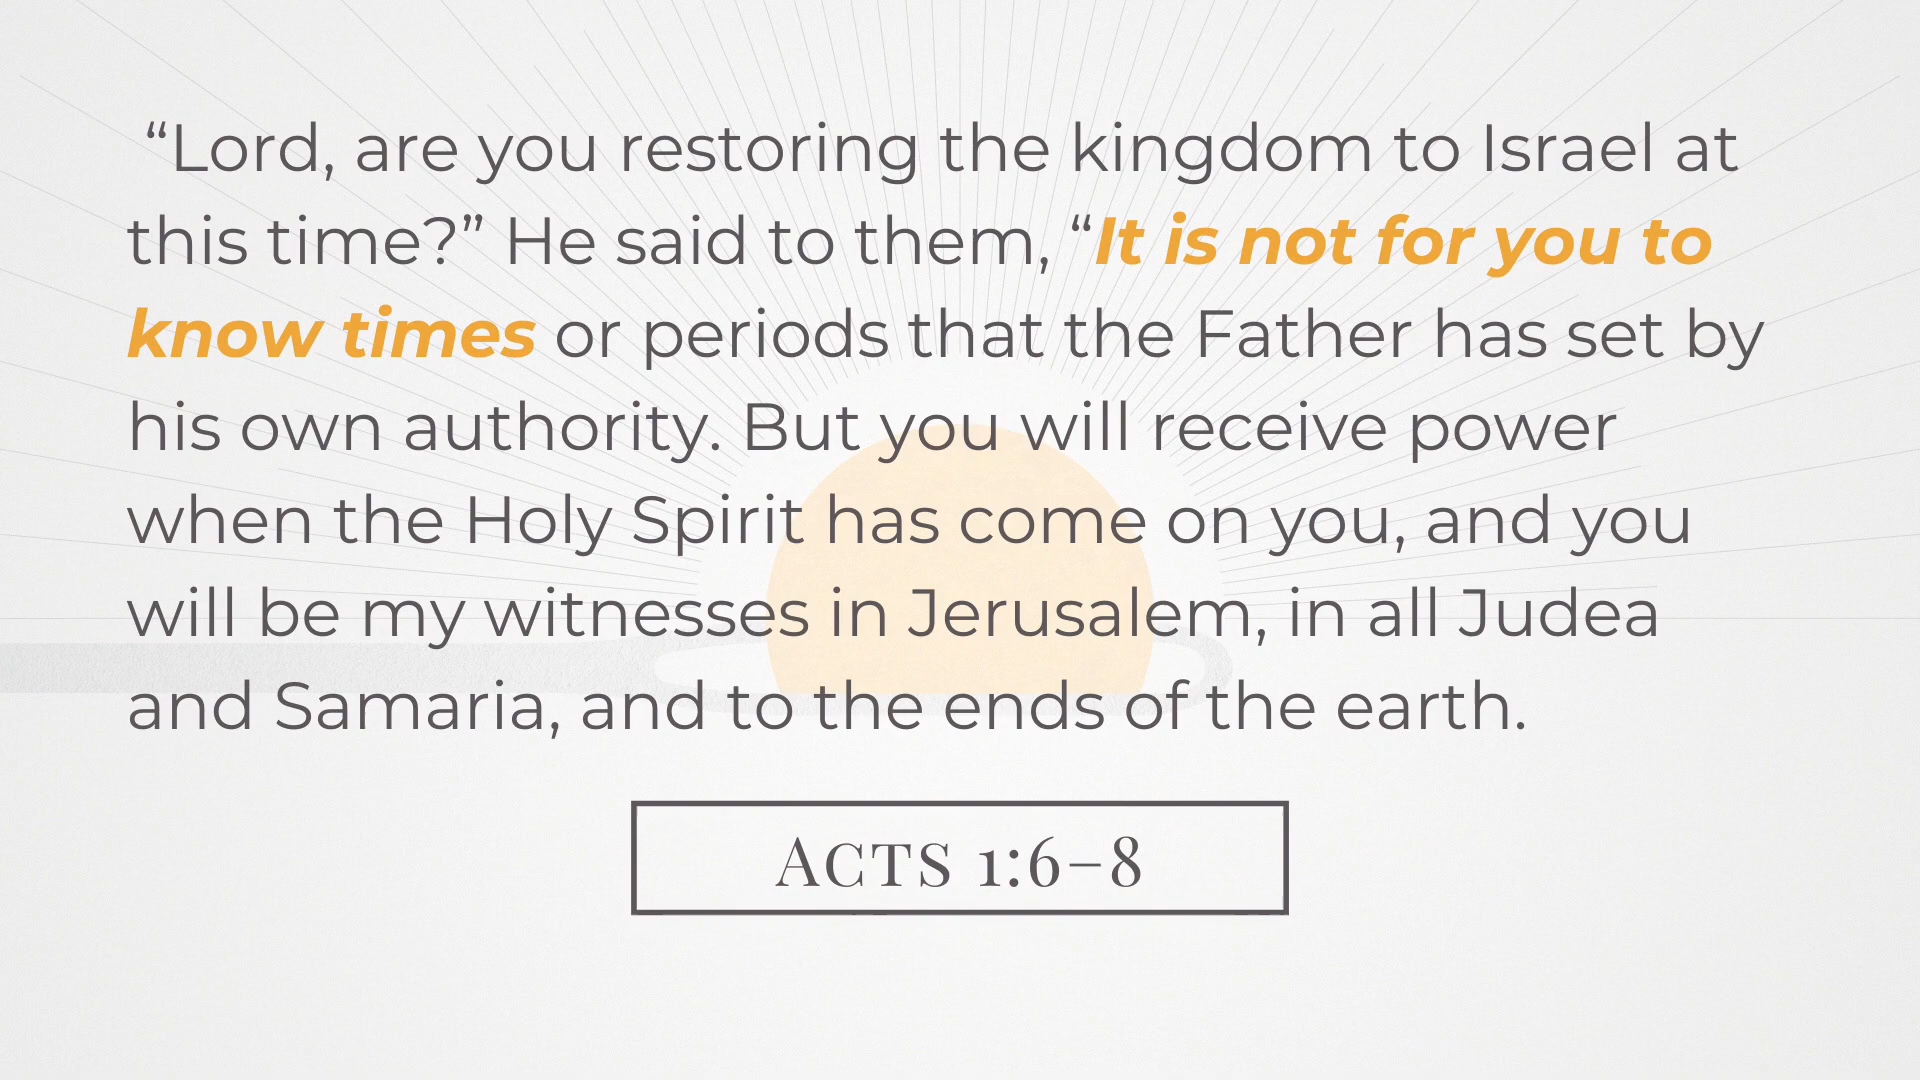 “Lord, are you restoring the kingdom to Israel at
this time?” He said to them, “It is not for you to
know times or periods that the Father has set by
his own authority. But you will receive power
when the Holy Spirit has come on you, and you
will be my witnesses in Jerusalem, in all Judea
and Samaria, and to the ends of the earth.
Acts 1:6–8